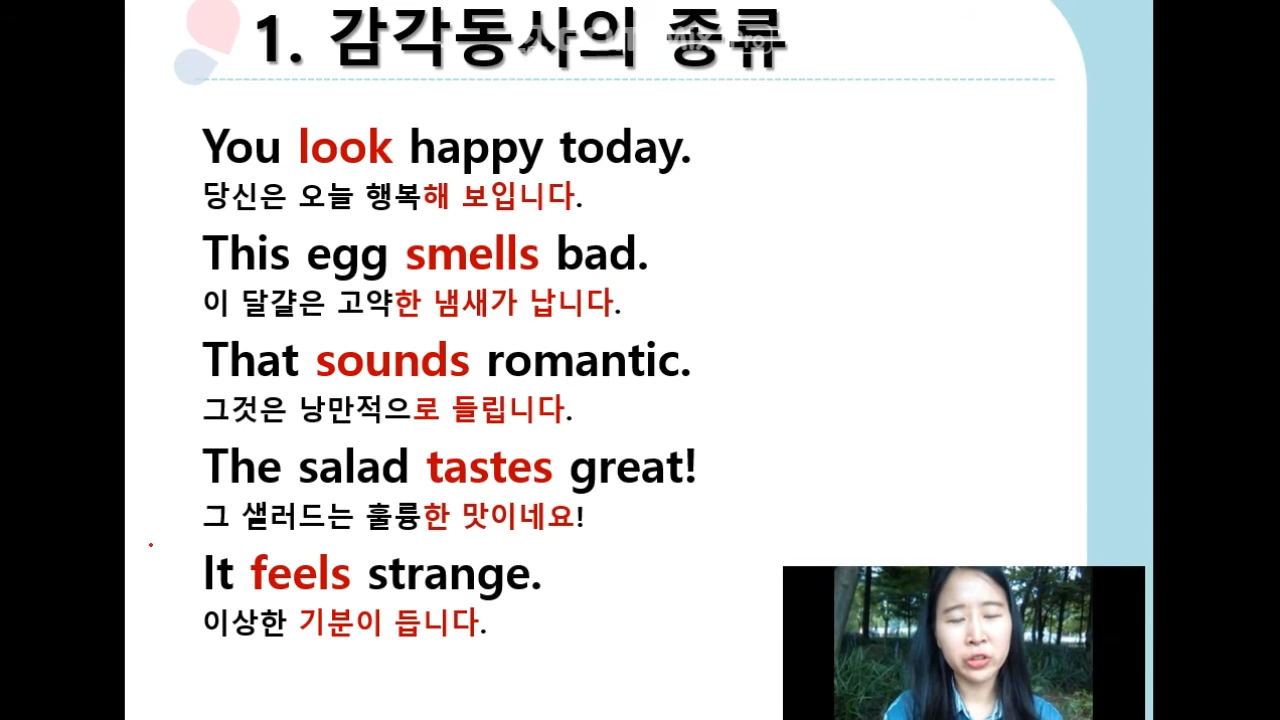 1. 감각동사의 종류
You look happy today.
당신은 오늘 행복해 보입니다.
This egg smells bad.
이 달걀은 고약한 냄새가 납니다.
That sounds romantic.
그것은 낭만적으로 들립니다.
The salad tastes great!
그 샐러드는 훌륭한 맛이네요!
It feels strange.
이상한 기분이 듭니다.